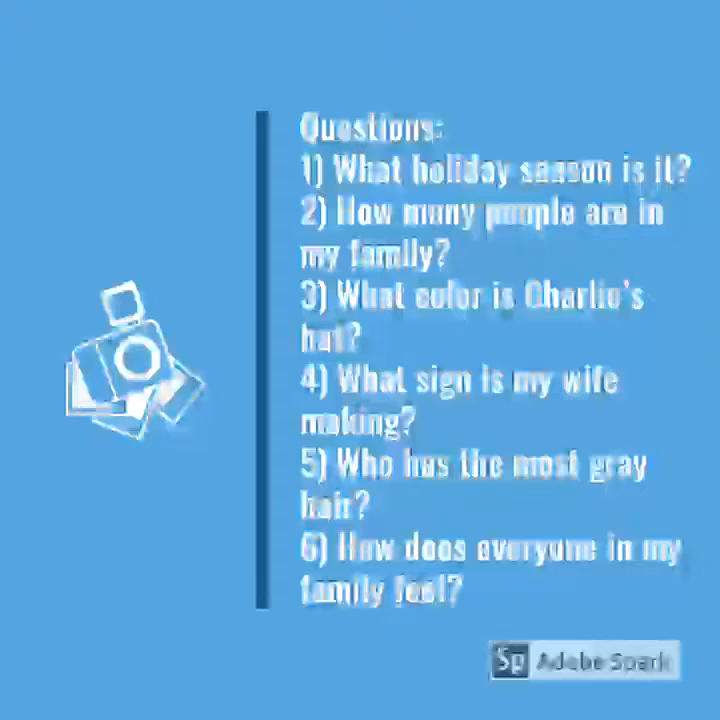 Questions:
1) What holiday season is it?
2) How many people are in
my family?
3) What color is Charlie's
hat?
4) What sign is my wife
making?
5) Who has the most gray
hair?
6) How does everyone in my
family feel?
Sp Adobe Spark